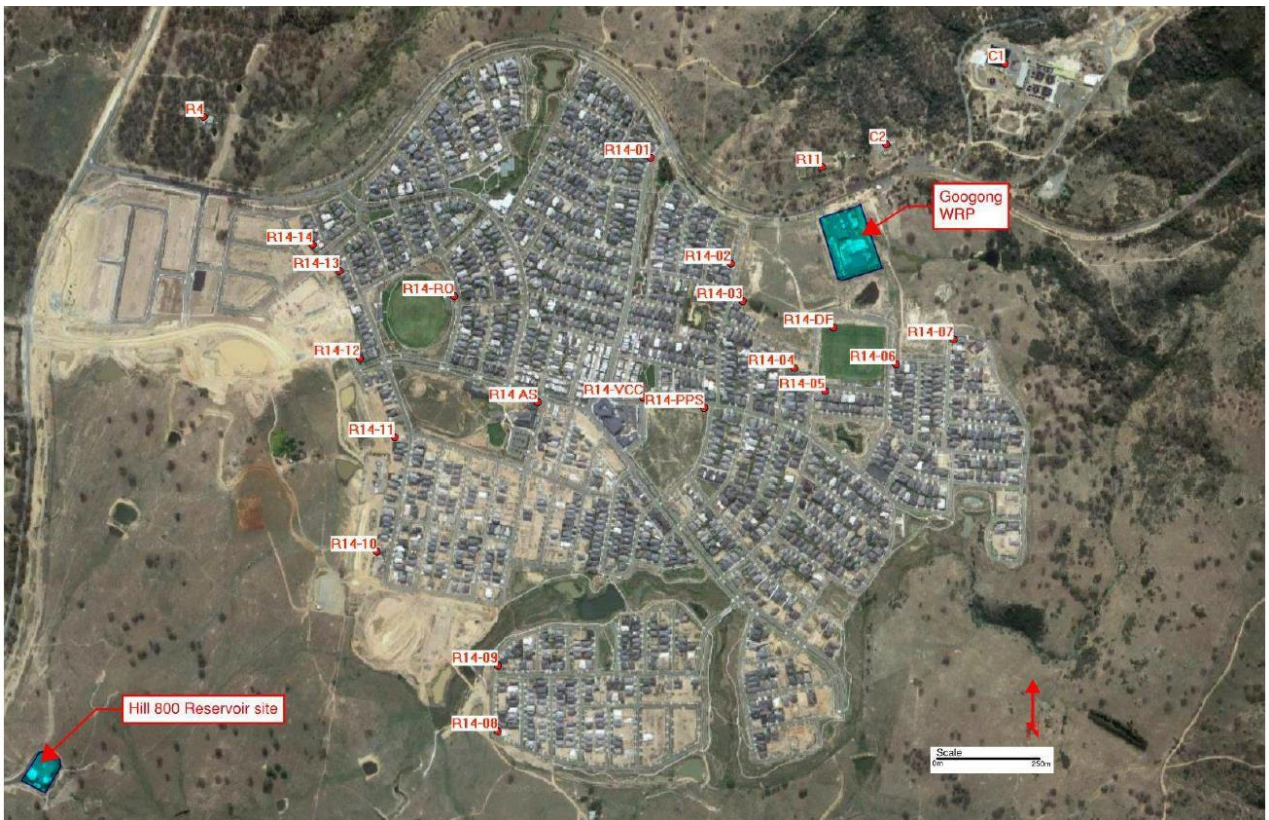 C1
R4
C2
R14-01
R11
Googong
WRP
R14-14
R14-02
R14-13
R14-RO
R14-03
R14-DF
R14-07
R14-12
R14-04
R14-06
R14-05
R14-VCC
R14 AS
R14-PPS
R14-11
R14-10
R14-09
Hill 800 Reservoir site
R14-08
Scale
0m 250m